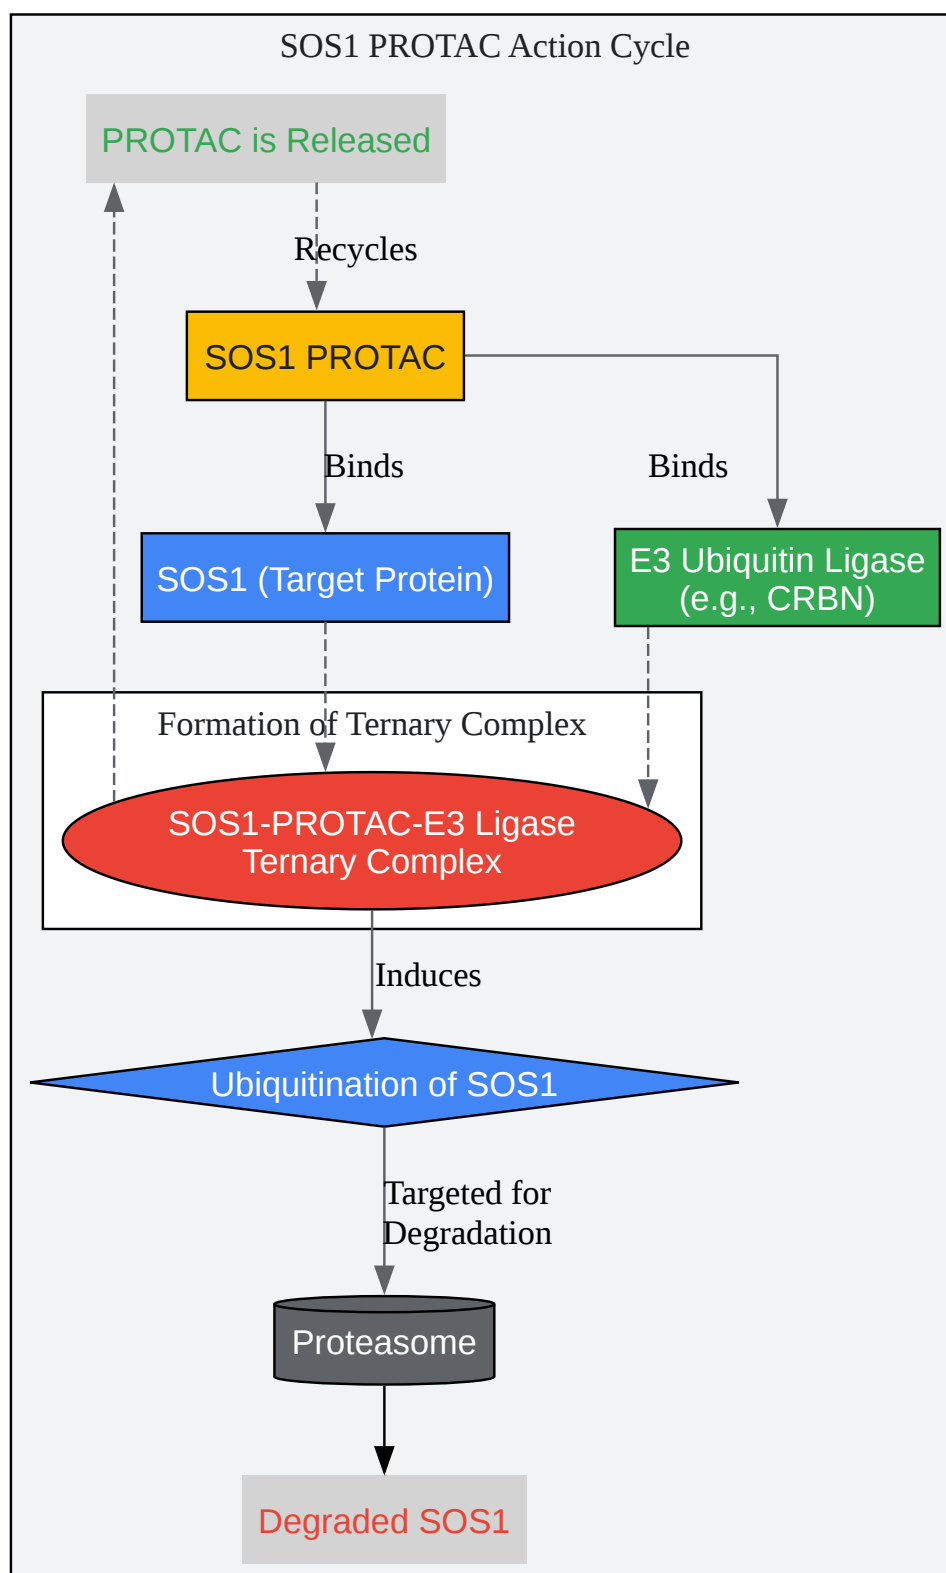 SOS1 PROTAC Action Cycle
PROTAC is Released
Recycles
SOS1 PROTAC
Binds
Binds
SOS1 (Target Protein)
E3 Ubiquitin Ligase
(e.g., CRBN)
Formation of Ternary Complex
SOS1-PROTAC-E3 Ligase
Ternary Complex
Induces
Ubiquitination of SOS1
Targeted for
Degradation
Proteasome
Degraded SOS1